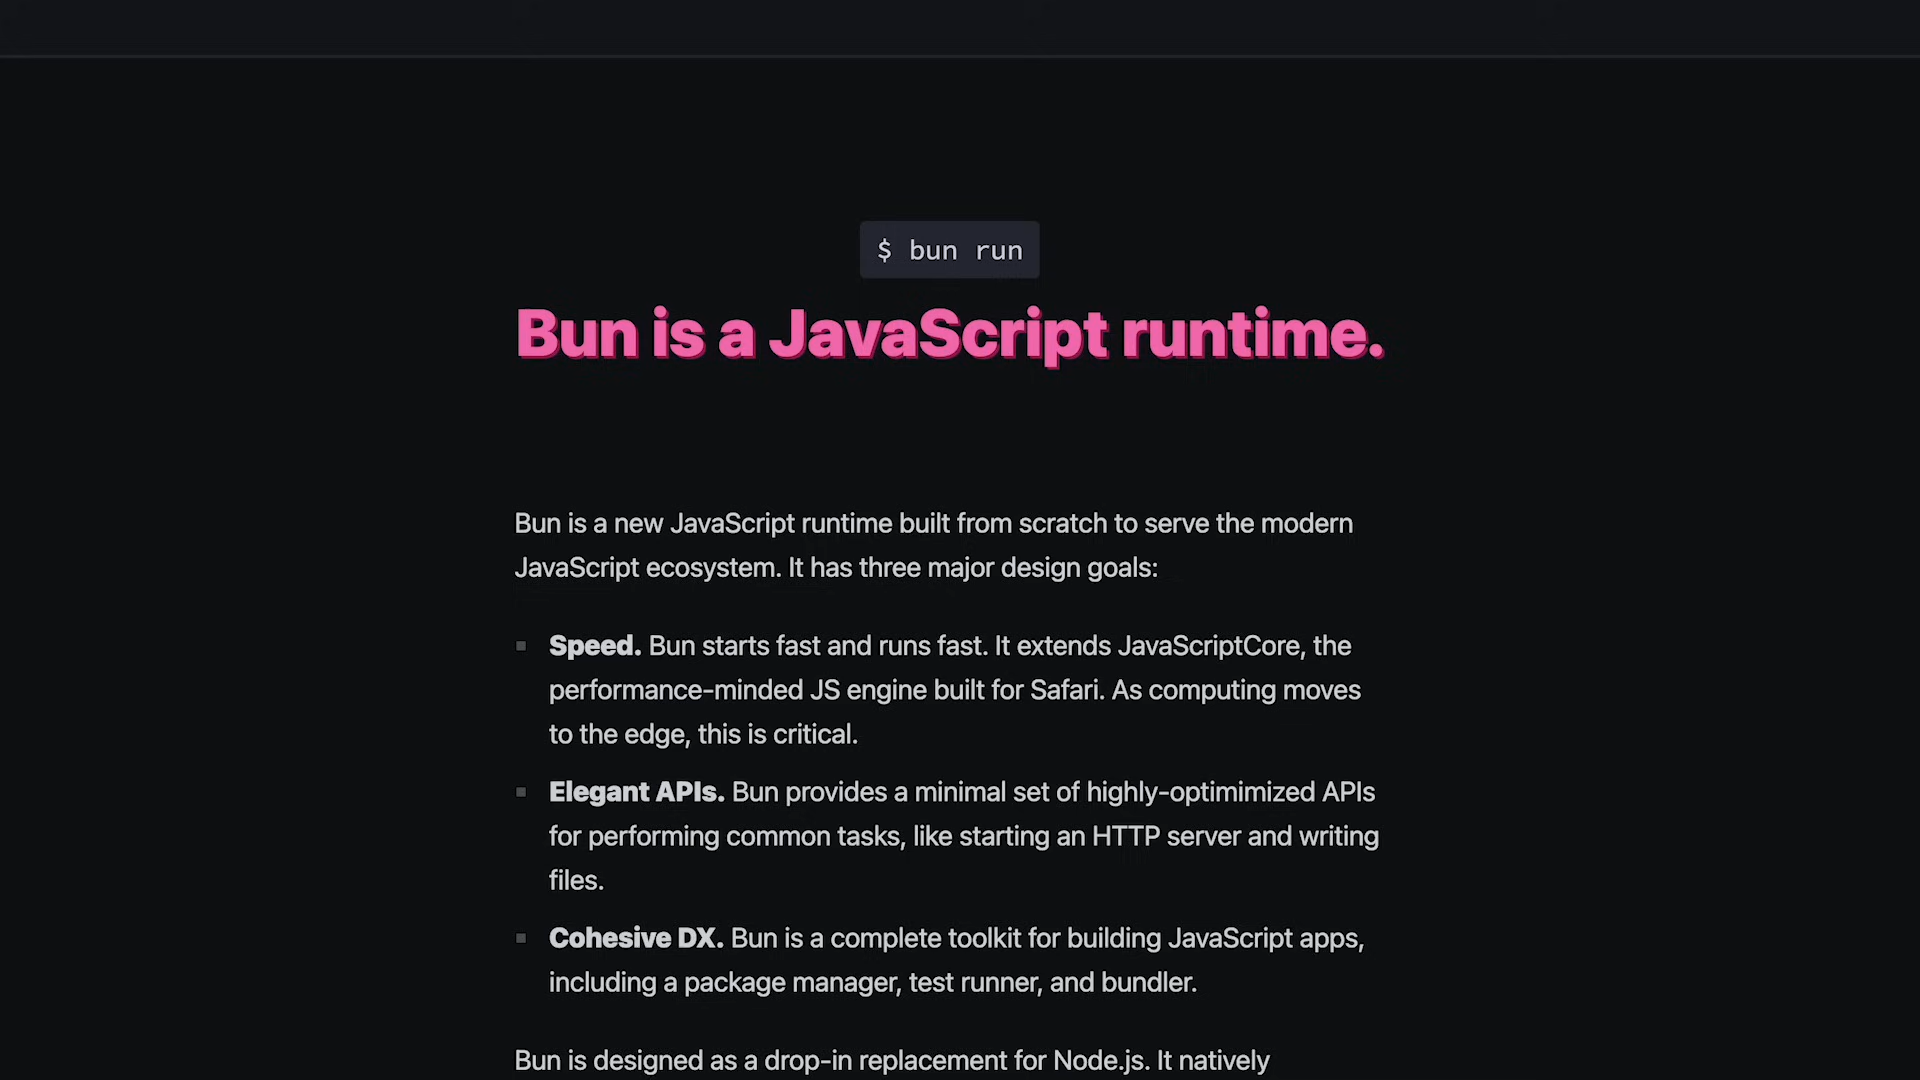 $ bun run
Bun is a JavaScript runtime.
Bun is a new JavaScript runtime built from scratch to serve the modern
JavaScript ecosystem. It has three major design goals:
Speed. Bun starts fast and runs fast. It extends JavaScriptCore, the
performance-minded JS engine built for Safari. As computing moves
to the edge, this is critical.
Elegant APIs. Bun provides a minimal set of highly-optimimized APIs
for performing common tasks, like starting an HTTP server and writing
files.
Cohesive DX. Bun is a complete toolkit for building JavaScript apps,
including a package manager, test runner, and bundler.
Bun is designed as a drop-in replacement for Node.js. It natively